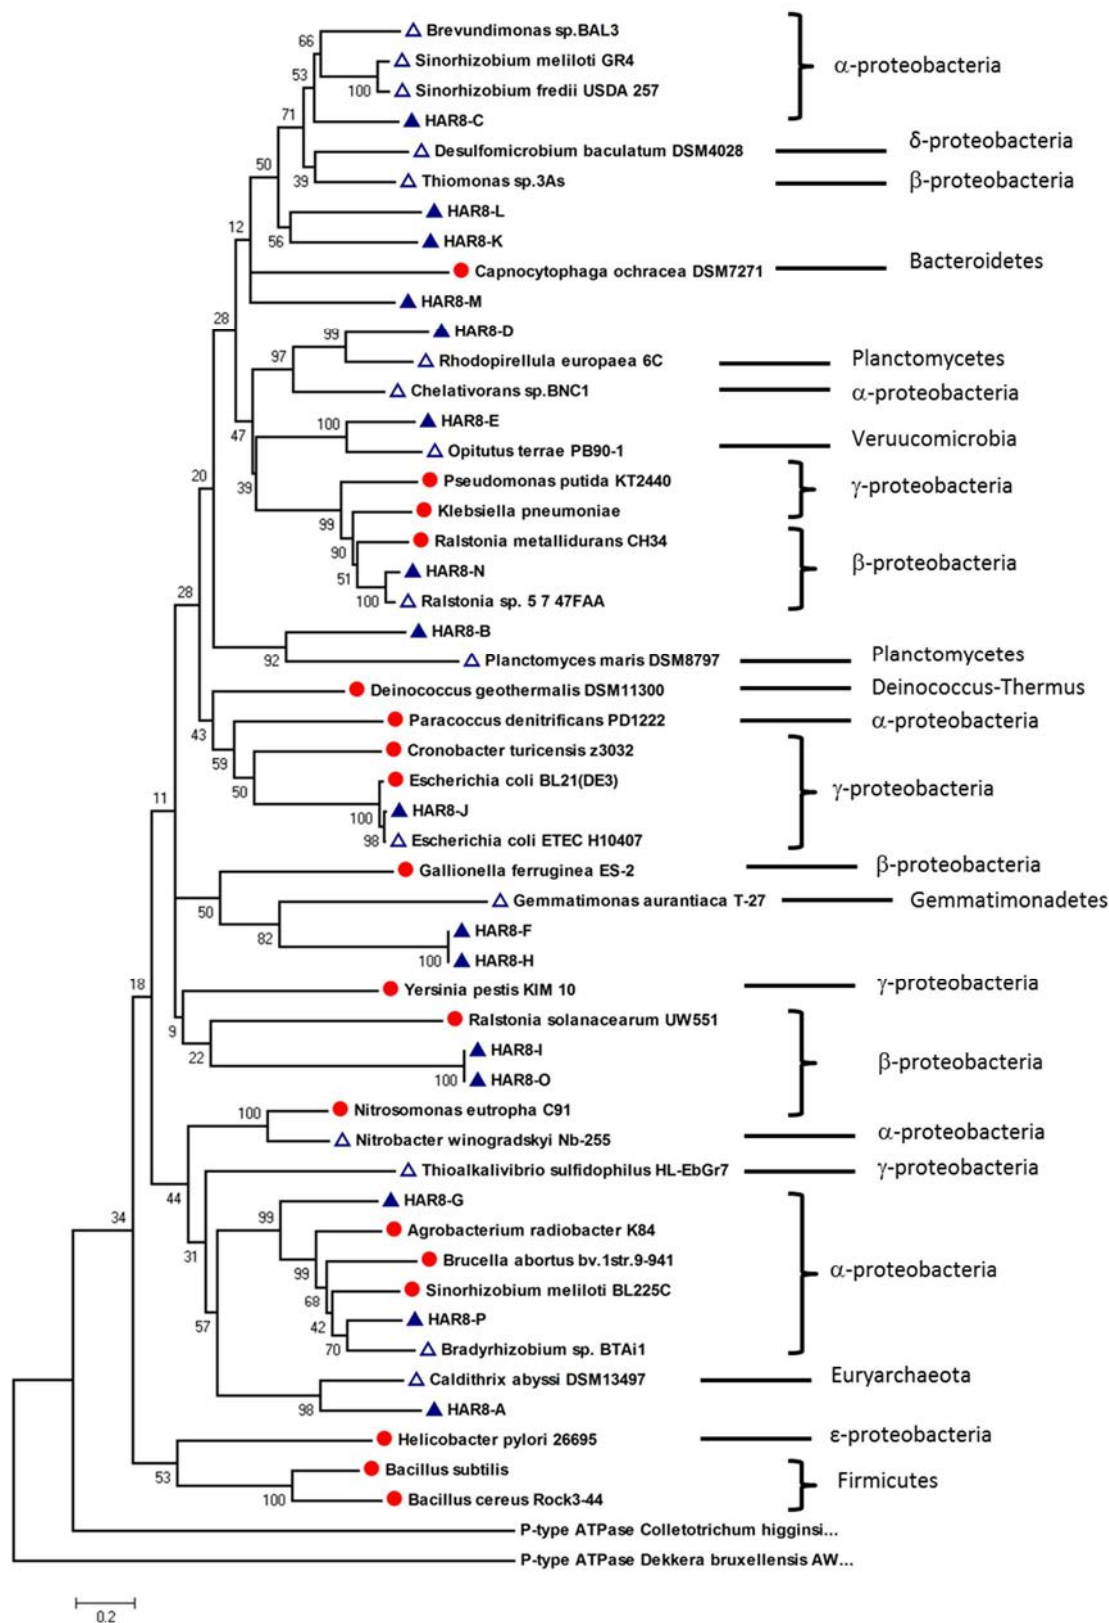 66 Brevundimonas sp.BAL3
Sinorhizobium meliloti GR4
α-proteobacteria
53
100 Sinorhizobium fredii USDA 257
71 HAR8-C
Desulfomicrobium baculatum DSM4028 δ-proteobacteria
50
39 Thiomonas sp.3As β-proteobacteria
HAR8-L
12
56 HAR8-K
Capnocytophaga ochracea DSM7271 Bacteroidetes
HAR8-M
28
99 HAR8-D
97 Rhodopirellula europaea 6C Planctomycetes
Chelativorans sp.BNC1 α-proteobacteria
47 100 HAR8-E
Opitutus terrae PB90-1 Veruucomicrobia
20 39 Pseudomonas putida KT2440
γ-proteobacteria
99 Klebsiella pneumoniae
90 Ralstonia metallidurans CH34
51 HAR8-N β-proteobacteria
100 Ralstonia sp. 5 7 47FAA
28
HAR8-B
92 Planctomyces maris DSM8797 Planctomycetes
Deinococcus geothermalis DSM11300 Deinococcus-Thermus
43 Paracoccus denitrificans PD1222 α-proteobacteria
59 Cronobacter turicensis z3032
50 Escherichia coli BL21(DE3)
γ-proteobacteria
11 100 HAR8-J
98 Escherichia coli ETEC H10407
Gallionella ferruginea ES-2 β-proteobacteria
50 Gemmatimonas aurantiaca T-27 Gemmatimonadetes
82 HAR8-F
100 HAR8-H
18 Yersinia pestis KIM 10 γ-proteobacteria
9 Ralstonia solanacearum UW551
22 HAR8-I
β-proteobacteria
100 HAR8-O
100 Nitrosomonas eutropha C91
Nitrobacter winogradskyi Nb-255 α-proteobacteria
44 Thioalkalivibrio sulfidophilus HL-EbGr7 γ-proteobacteria
34 99 HAR8-G
31 Agrobacterium radiobacter K84
99 Brucella abortus bv.1str.9-941
α-proteobacteria
68 Sinorhizobium meliloti BL225C
57 42 HAR8-P
70 Bradyrhizobium sp. BTAi1
Caldithrix abyssi DSM13497 Euryarchaeota
98 HAR8-A
Helicobacter pylori 26695 ε-proteobacteria
53 Bacillus subtilis
Firmicutes
100 Bacillus cereus Rock3-44
P-type ATPase Colletotrichum higginsi...
P-type ATPase Dekkera bruxellensis AW...
0.2